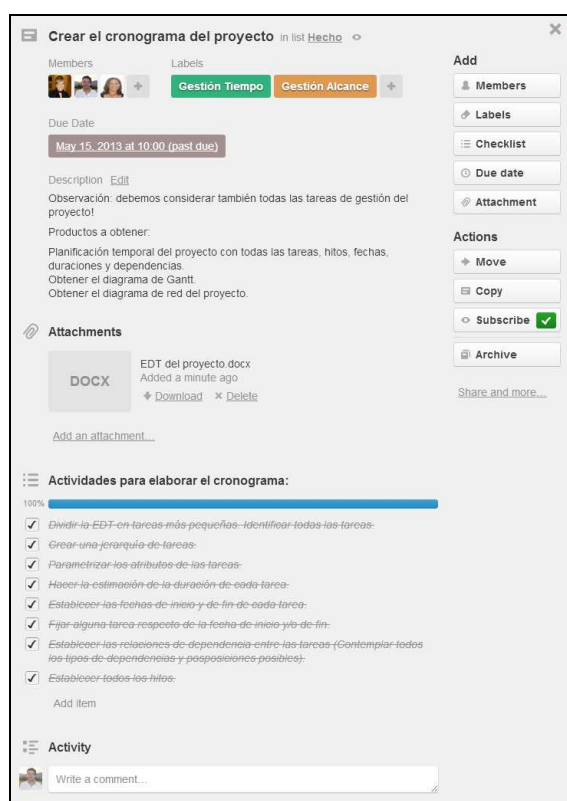 Crear el cronograma del proyecto in list Hecho
Members
Labels
Gestión Tiempo
Gestión Alcance
Due Date
May 15, 2013 at 10:00 (past due)
Description Edit
Observación: debemos considerar también todas las tareas de gestión del
proyecto!
Productos a obtener:
Planificación temporal del proyecto con todas las tareas, hitos, fechas,
duraciones y dependencias.
Obtener el diagrama de Gantt.
Obtener el diagrama de red del proyecto.
Attachments
DOCX
EDT del proyecto.docx
Added a minute ago
Download Delete
Add an attachment...
Actividades para elaborar el cronograma:
100%
Dividir la EDT en tareas más pequeñas. Identificar todas las tareas.
Crear una jerarquía de tareas.
Parametrizar los atributos de las tareas.
Hacer la estimación de la duración de cada tarea.
Establecer las fechas de inicio y de fin de cada tarea.
Fijar alguna tarea respecto de la fecha de inicio y/o de fin.
Establecer las relaciones de dependencia entre las tareas (Contemplar todos
los tipos de dependencias y posposiciones posibles).
Establecer todos los hitos.
Add item
Activity
Write a comment...
Add
Members
Labels
Checklist
Due date
Attachment
Actions
Move
Copy
Subscribe
Archive
Share and more...